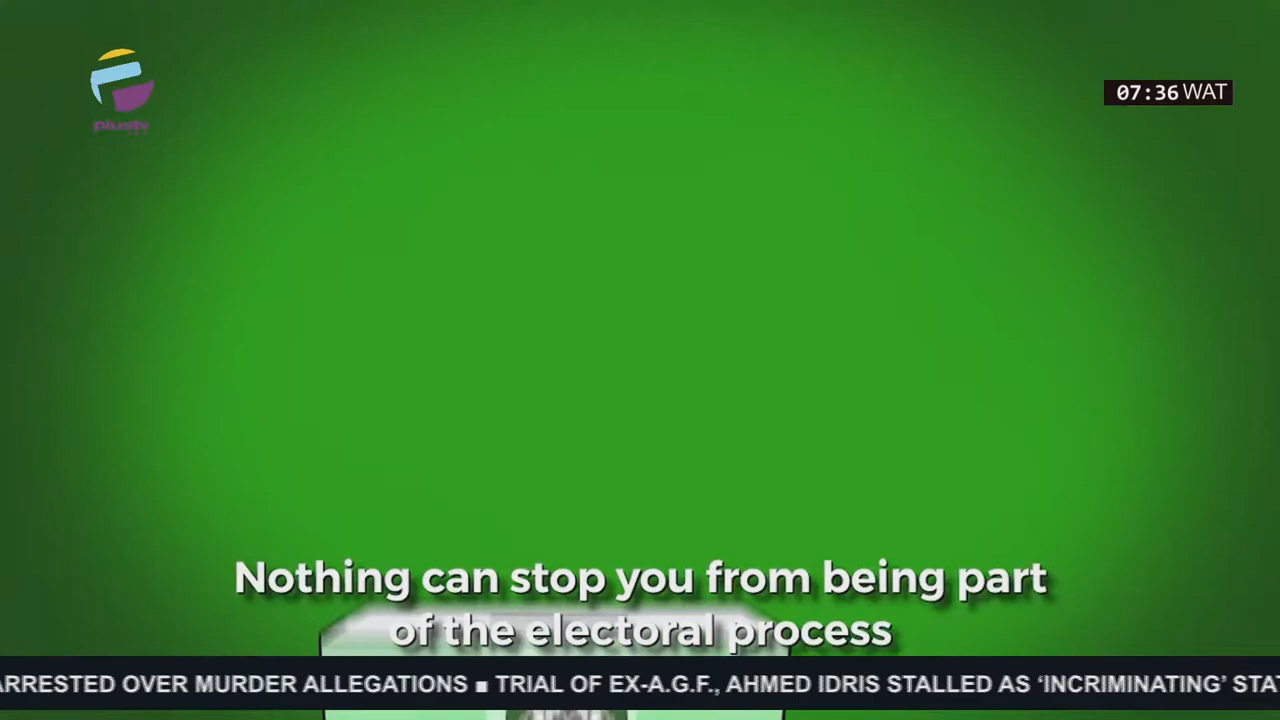 plustv
07:36 WAT
Nothing can stop you from being part
of the electoral process
ARRESTED OVER MURDER ALLEGATIONS ■ TRIAL OF EX-A.G.F., AHMED IDRIS STALLED AS ‘INCRIMINATING’ STAT